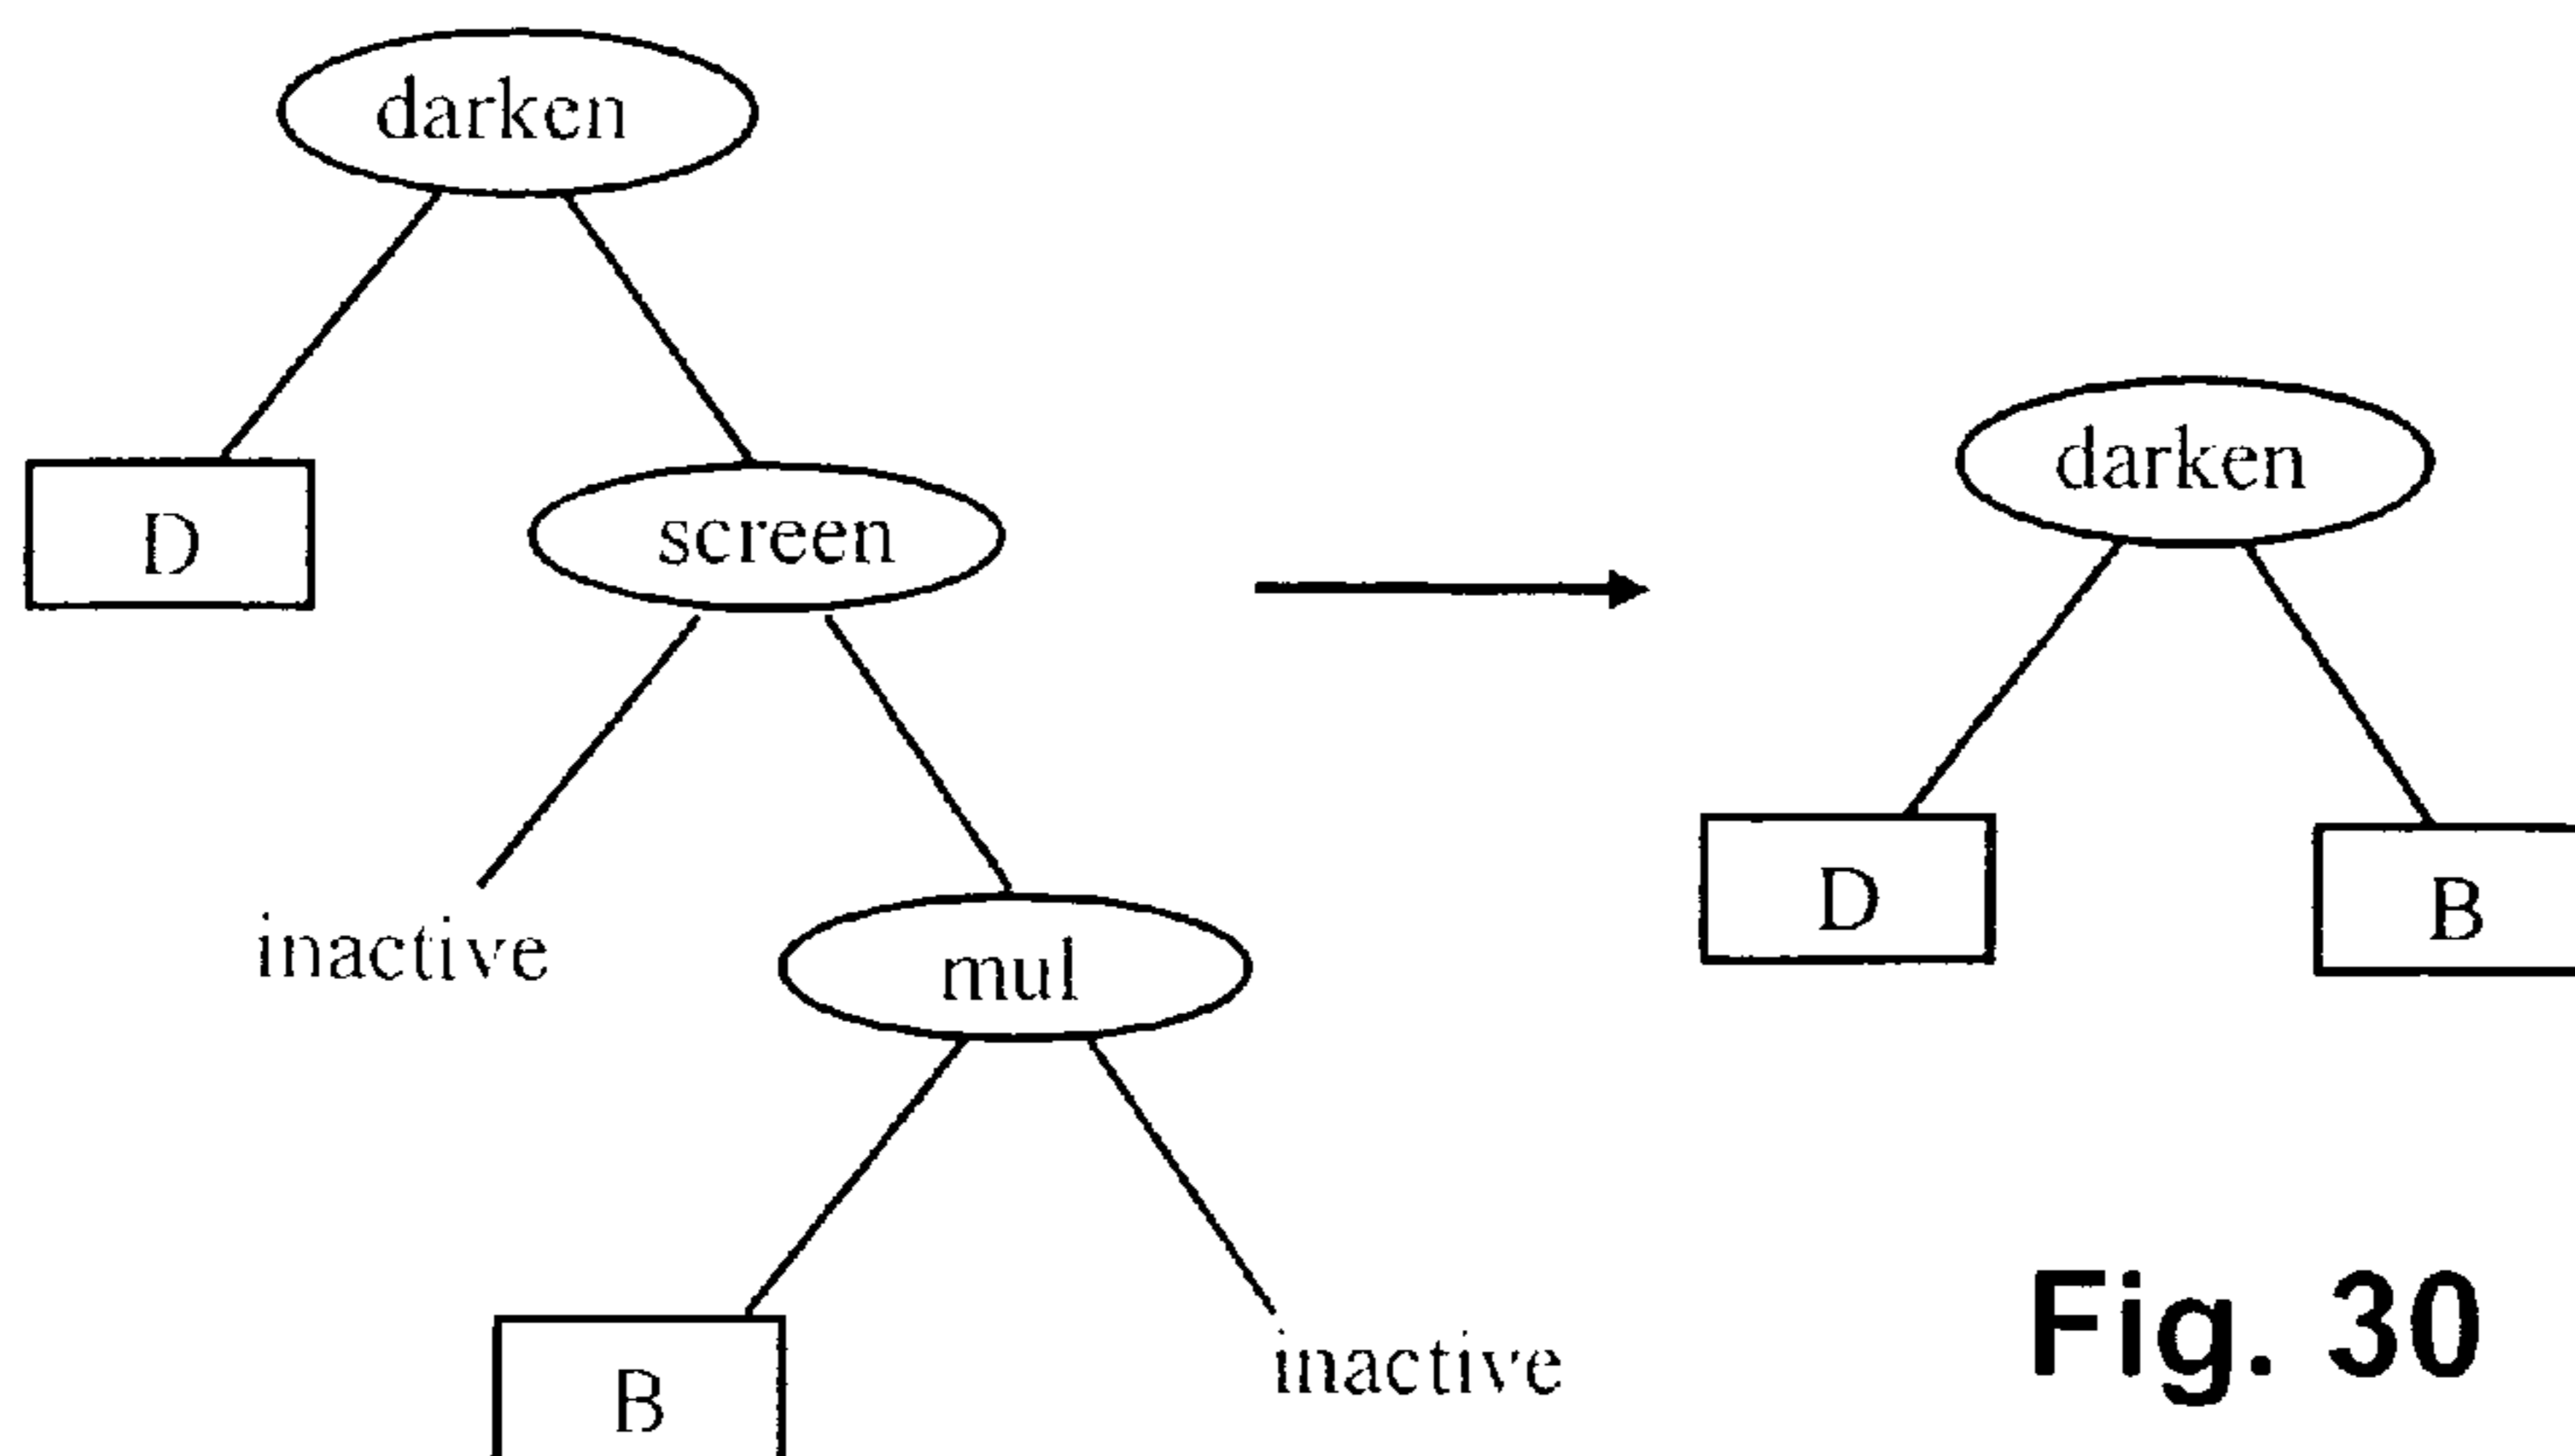 darken
D
screen
inactive
mul
B
inactive
darken
D
B
Fig. 30